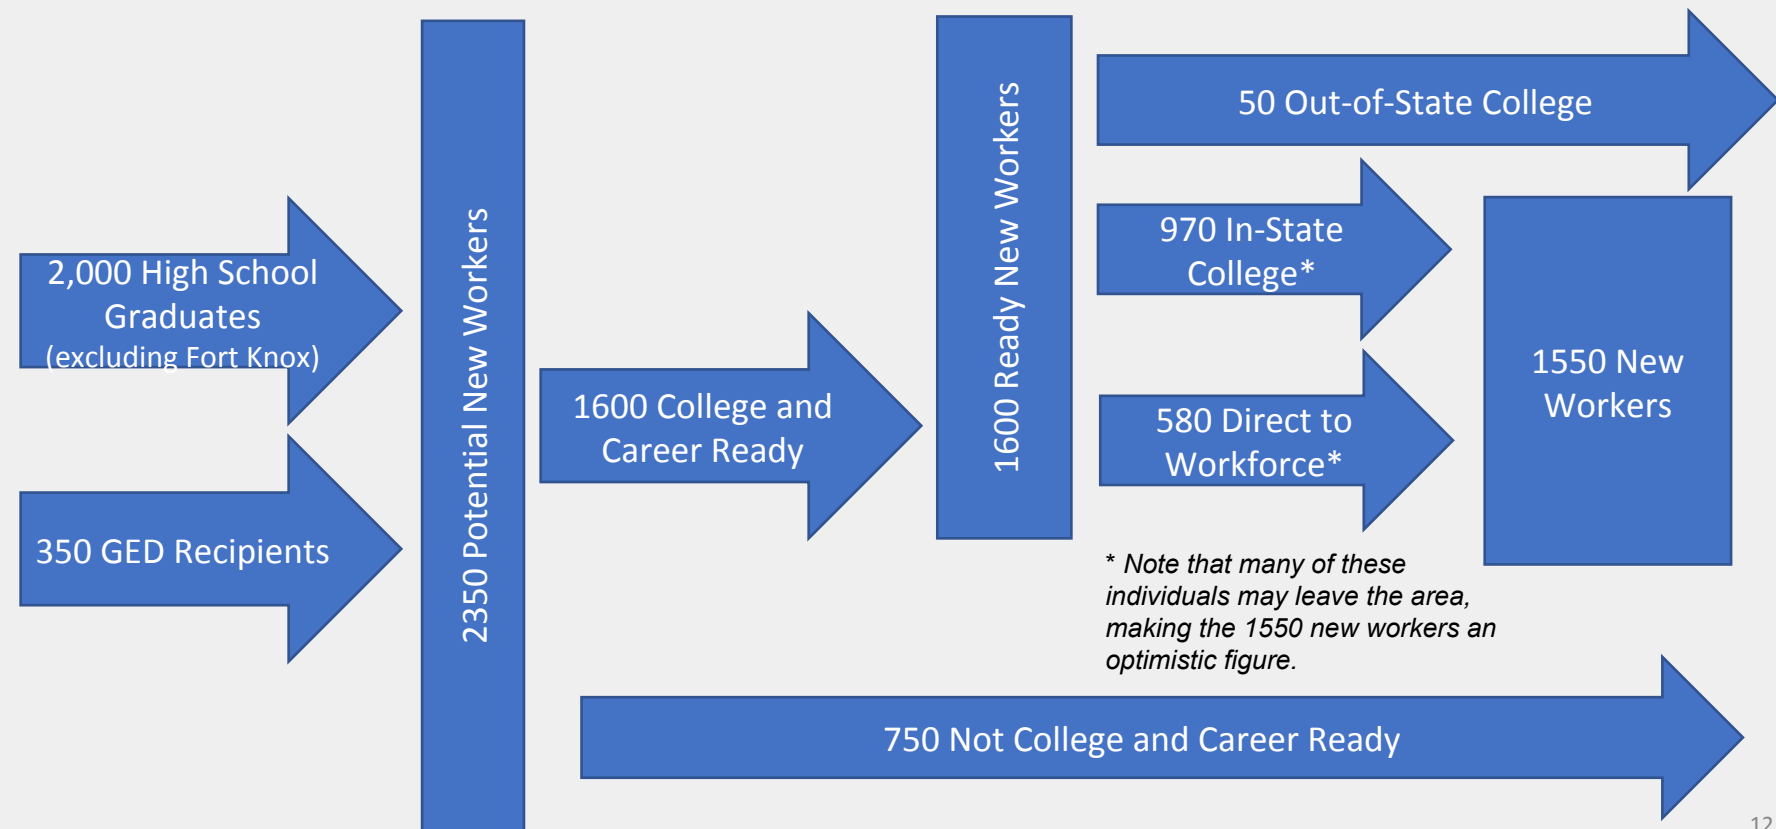 2,000 High School
Graduates
(excluding Fort Knox)
350 GED Recipients
2350 Potential New Workers
1600 College and
Career Ready
1600 Ready New Workers
50 Out-of-State College
970 In-State
College*
580 Direct to
Workforce*
1550 New
Workers
* Note that many of these
individuals may leave the area,
making the 1550 new workers an
optimistic figure.
750 Not College and Career Ready
12